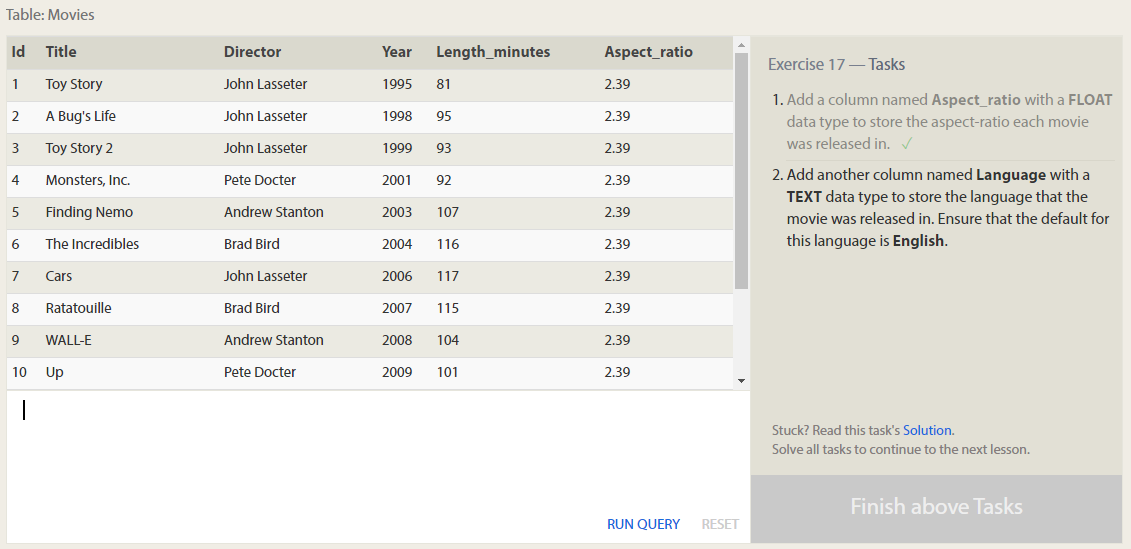 Table: Movies
Id Title Director Year Length_minutes Aspect_ratio
1 Toy Story John Lasseter 1995 81 2.39
2 A Bug's Life John Lasseter 1998 95 2.39
3 Toy Story 2 John Lasseter 1999 93 2.39
4 Monsters, Inc. Pete Docter 2001 92 2.39
5 Finding Nemo Andrew Stanton 2003 107 2.39
6 The Incredibles Brad Bird 2004 116 2.39
7 Cars John Lasseter 2006 117 2.39
8 Ratatouille Brad Bird 2007 115 2.39
9 WALL-E Andrew Stanton 2008 104 2.39
10 Up Pete Docter 2009 101 2.39
RUN QUERY RESET
Exercise 17 — Tasks
1. Add a column named Aspect_ratio with a FLOAT
data type to store the aspect-ratio each movie
was released in. ✓
2. Add another column named Language with a
TEXT data type to store the language that the
movie was released in. Ensure that the default for
this language is English.
Stuck? Read this task's Solution.
Solve all tasks to continue to the next lesson.
Finish above Tasks